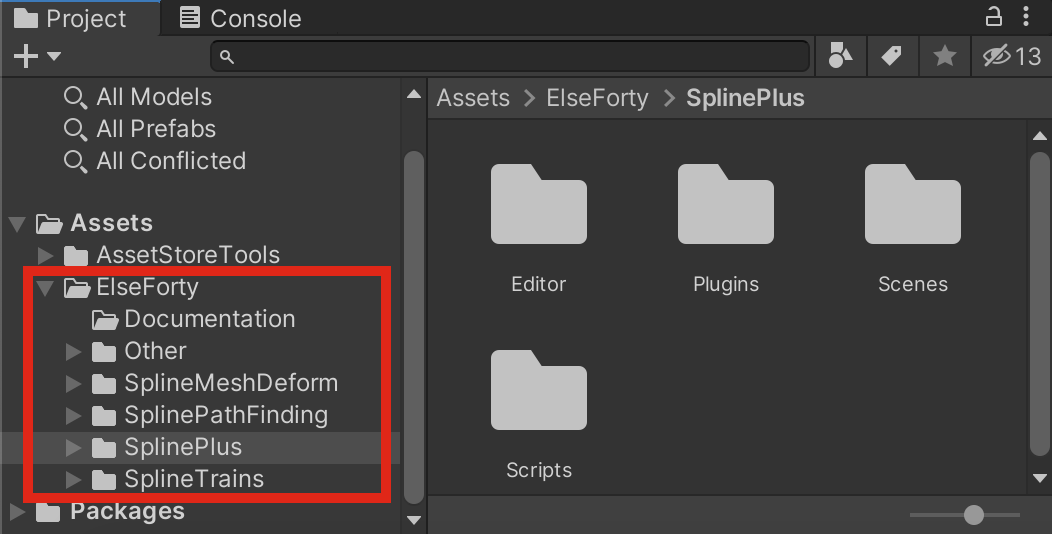 Project
Console
13
All Models
All Prefabs
All Conflicted
Assets
AssetStoreTools
ElseForty
Documentation
Other
SplineMeshDeform
SplinePathFinding
SplinePlus
SplineTrains
Packages
Assets > ElseForty > SplinePlus
Editor
Plugins
Scenes
Scripts